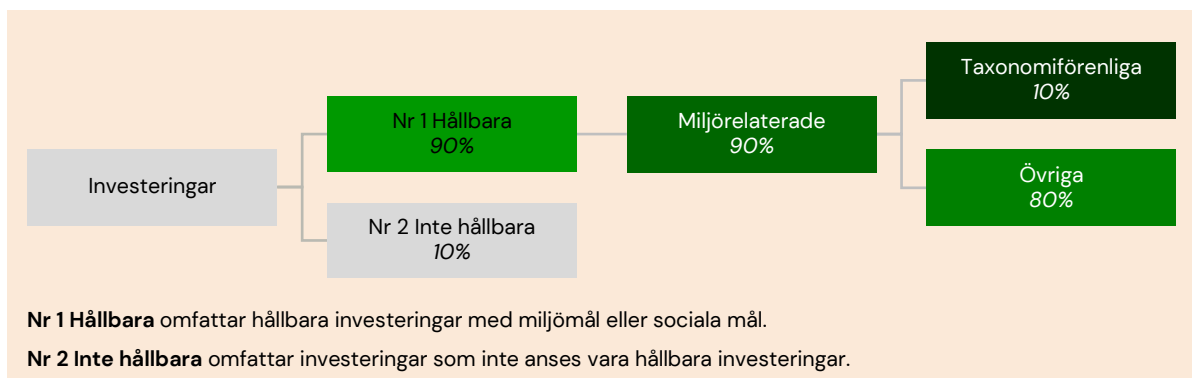 Investeringar
Nr 1 Hållbara
90%
Nr 2 Inte hållbara
10%
Miljörelaterade
90%
Taxonomiförenliga
10%
Övriga
80%
Nr 1 Hållbara omfattar hållbara investeringar med miljömål eller sociala mål.
Nr 2 Inte hållbara omfattar investeringar som inte anses vara hållbara investeringar.